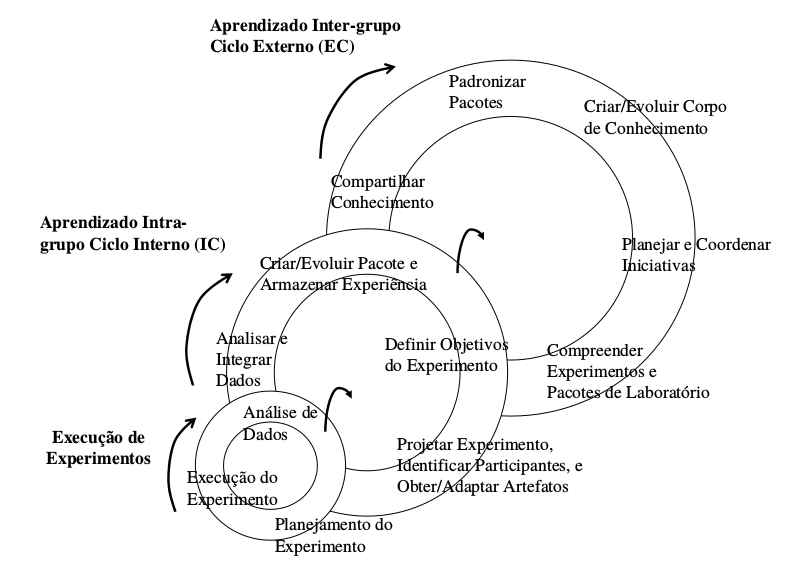 Aprendizado Inter-grupo
Ciclo Externo (EC)
Padronizar
Pacotes
Criar/Evoluir Corpo
de Conhecimento
Compartilhar
Conhecimento
Aprendizado Intra-
grupo Ciclo Interno (IC)
Planejar e Coordenar
Iniciativas
Criar/Evoluir Pacote e
Armazenar Experiência
Analisar e
Integrar
Dados
Definir Objetivos
do Experimento
Compreender
Experimentos e
Pacotes de Laboratório
Análise de
Dados
Execução de
Experimentos
Projetar Experimento,
Identificar Participantes, e
Obter/Adaptar Artefatos
Execução do
Experimento
Planejamento do
Experimento